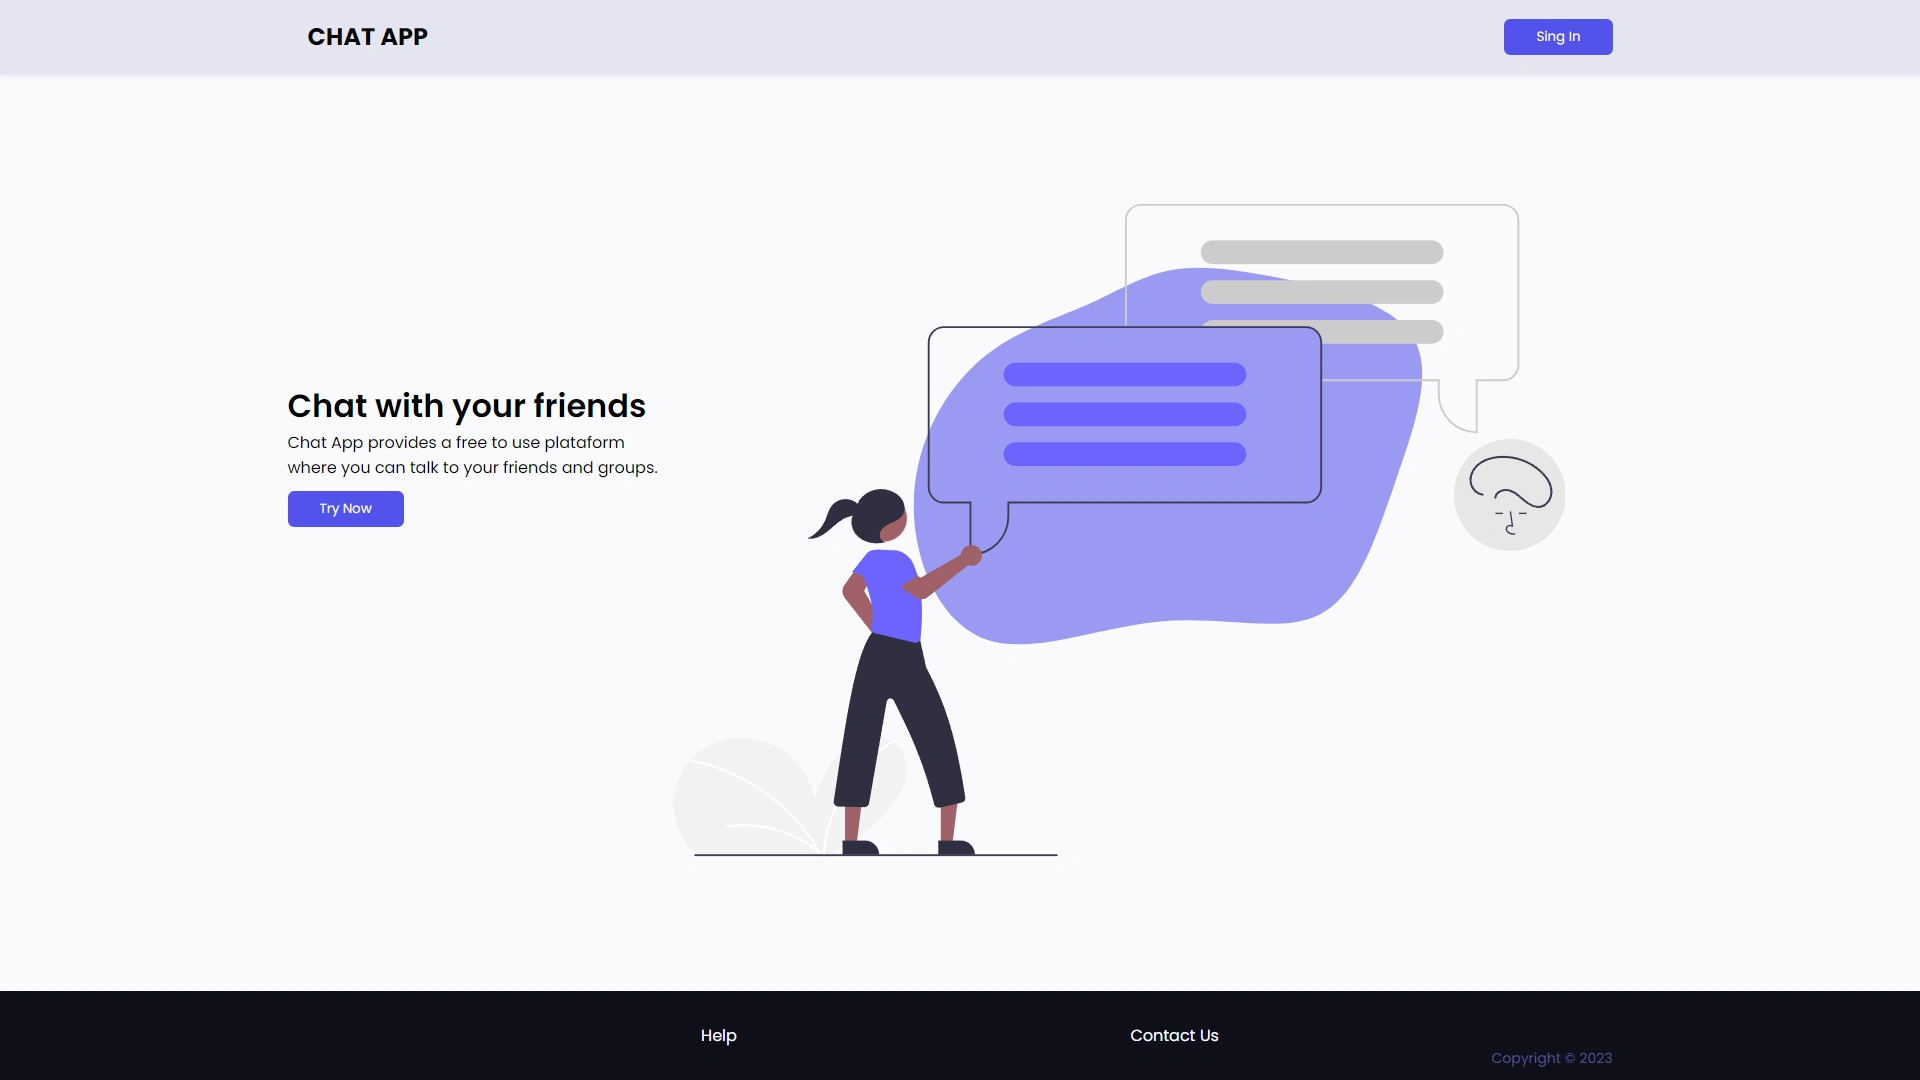 CHAT APP
Sing In
Chat with your friends
Chat App provides a free to use plataform
where you can talk to your friends and groups.
Try Now
Help
Contact Us
Copyright © 2023